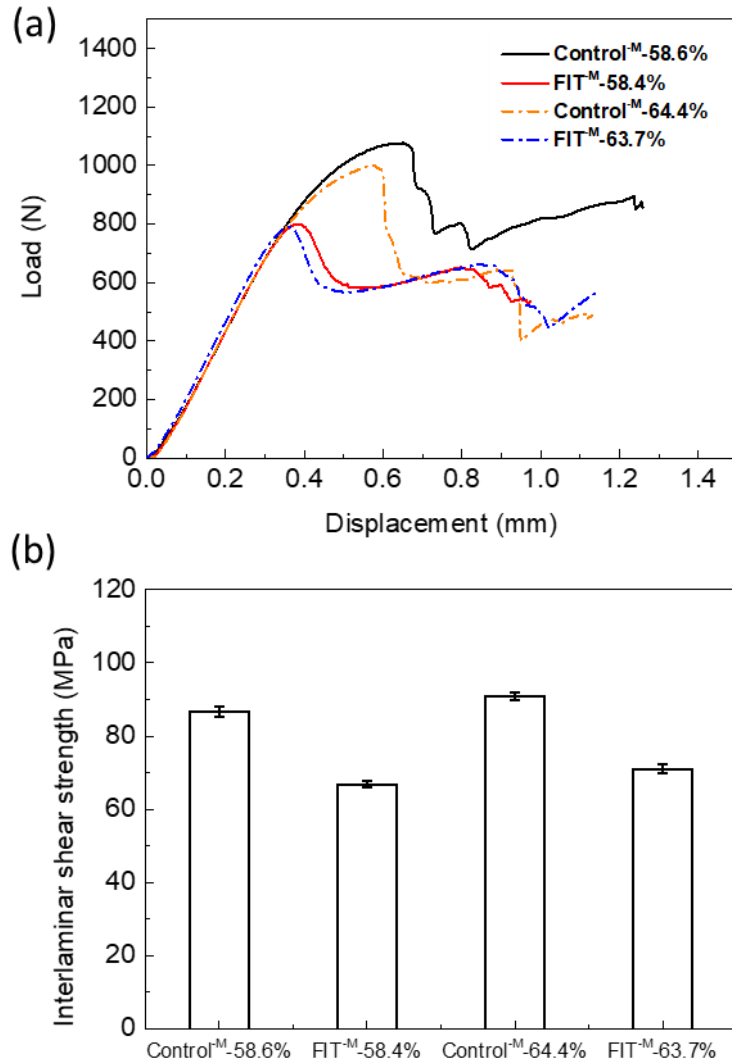 (a)
1400
1200
1000
800
600
400
200
0
Load (N)
Control-M-58.6%
FIT-M-58.4%
Control-M-64.4%
FIT-M-63.7%
0.0 0.2 0.4 0.6 0.8 1.0 1.2 1.4
Displacement (mm)
(b)
120
100
80
60
40
20
0
Interlaminar shear strength (MPa)
Control-M-58.6% FIT-M-58.4% Control-M-64.4% FIT-M-63.7%